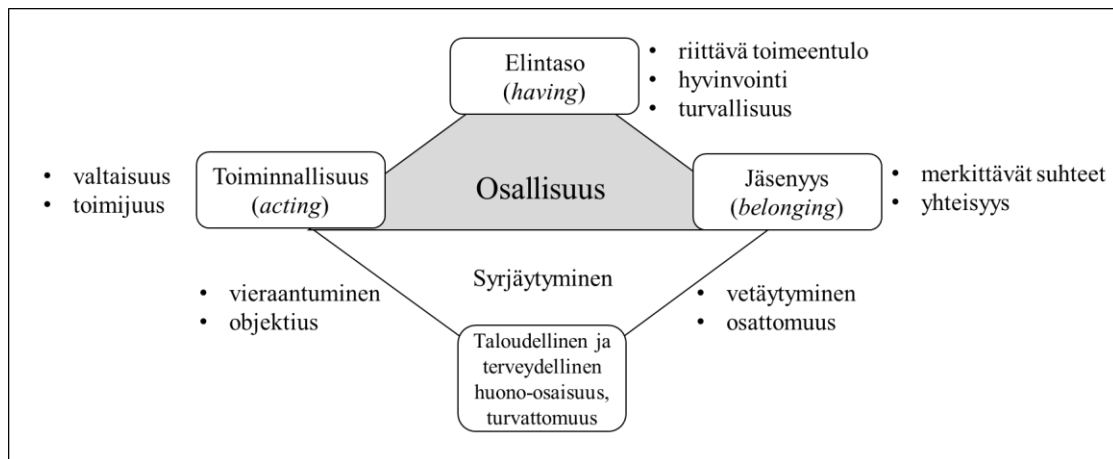 Elintaso
(having)
• riittävä toimeentulo
• hyvinvointi
• turvallisuus
• valtaisuus
• toimijuus
Toiminnallisuus
(acting)
Osallisuus
Jäsenyys
(belonging)
• merkittävät suhteet
• yhteisyys
Syrjäytyminen
• vieraantuminen
• objektius
• vetäytyminen
• osattomuus
Taloudellinen ja
terveydellinen
huono-osaisuus,
turvattomuus